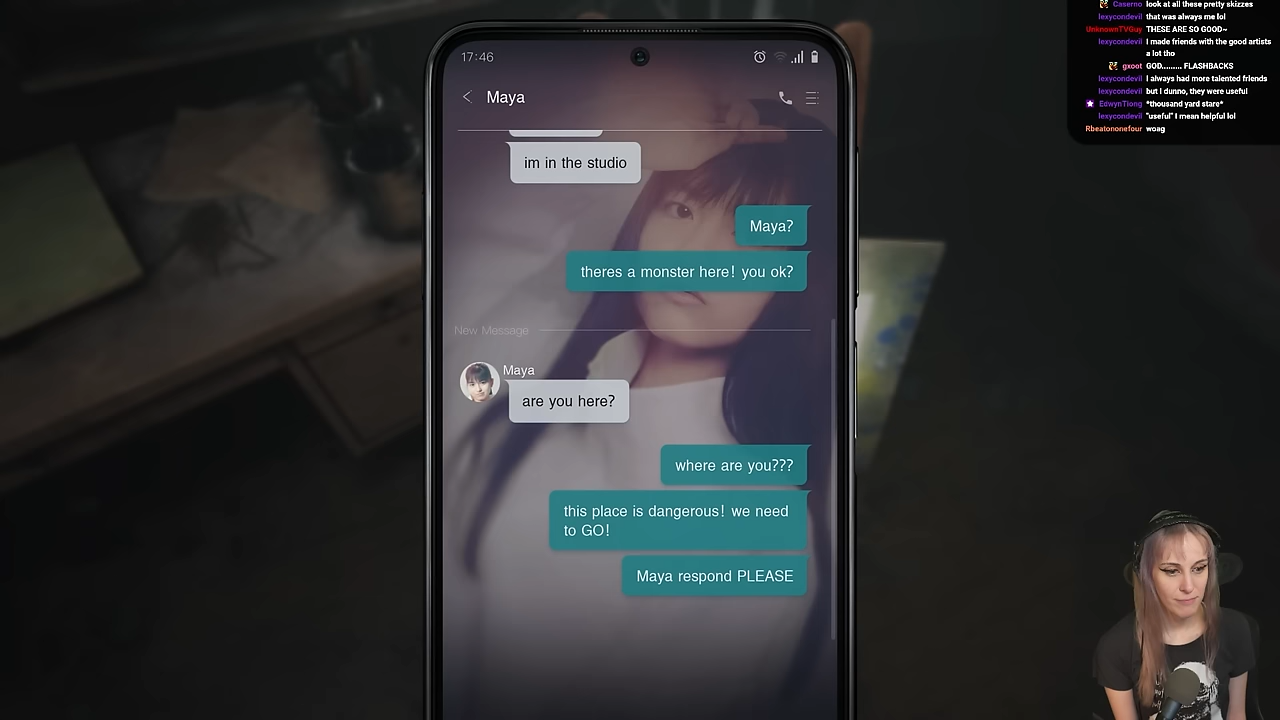 Caserno look at all these pretty skizzes
lexycondevil that was always me lol
UnknownTVGuy THESE ARE SO GOOD~
lexycondevil I made friends with the good artists
a lot tho
gxoot GOD......... FLASHBACKS
lexycondevil I always had more talented friends
lexycondevil but I dunno, they were useful
EdwynTiong *thousand yard stare*
lexycondevil "useful" I mean helpful lol
Rbeatononefour woag
17:46
Maya
im in the studio
Maya?
theres a monster here! you ok?
New Message
Maya
are you here?
where are you???
this place is dangerous! we need
to GO!
Maya respond PLEASE